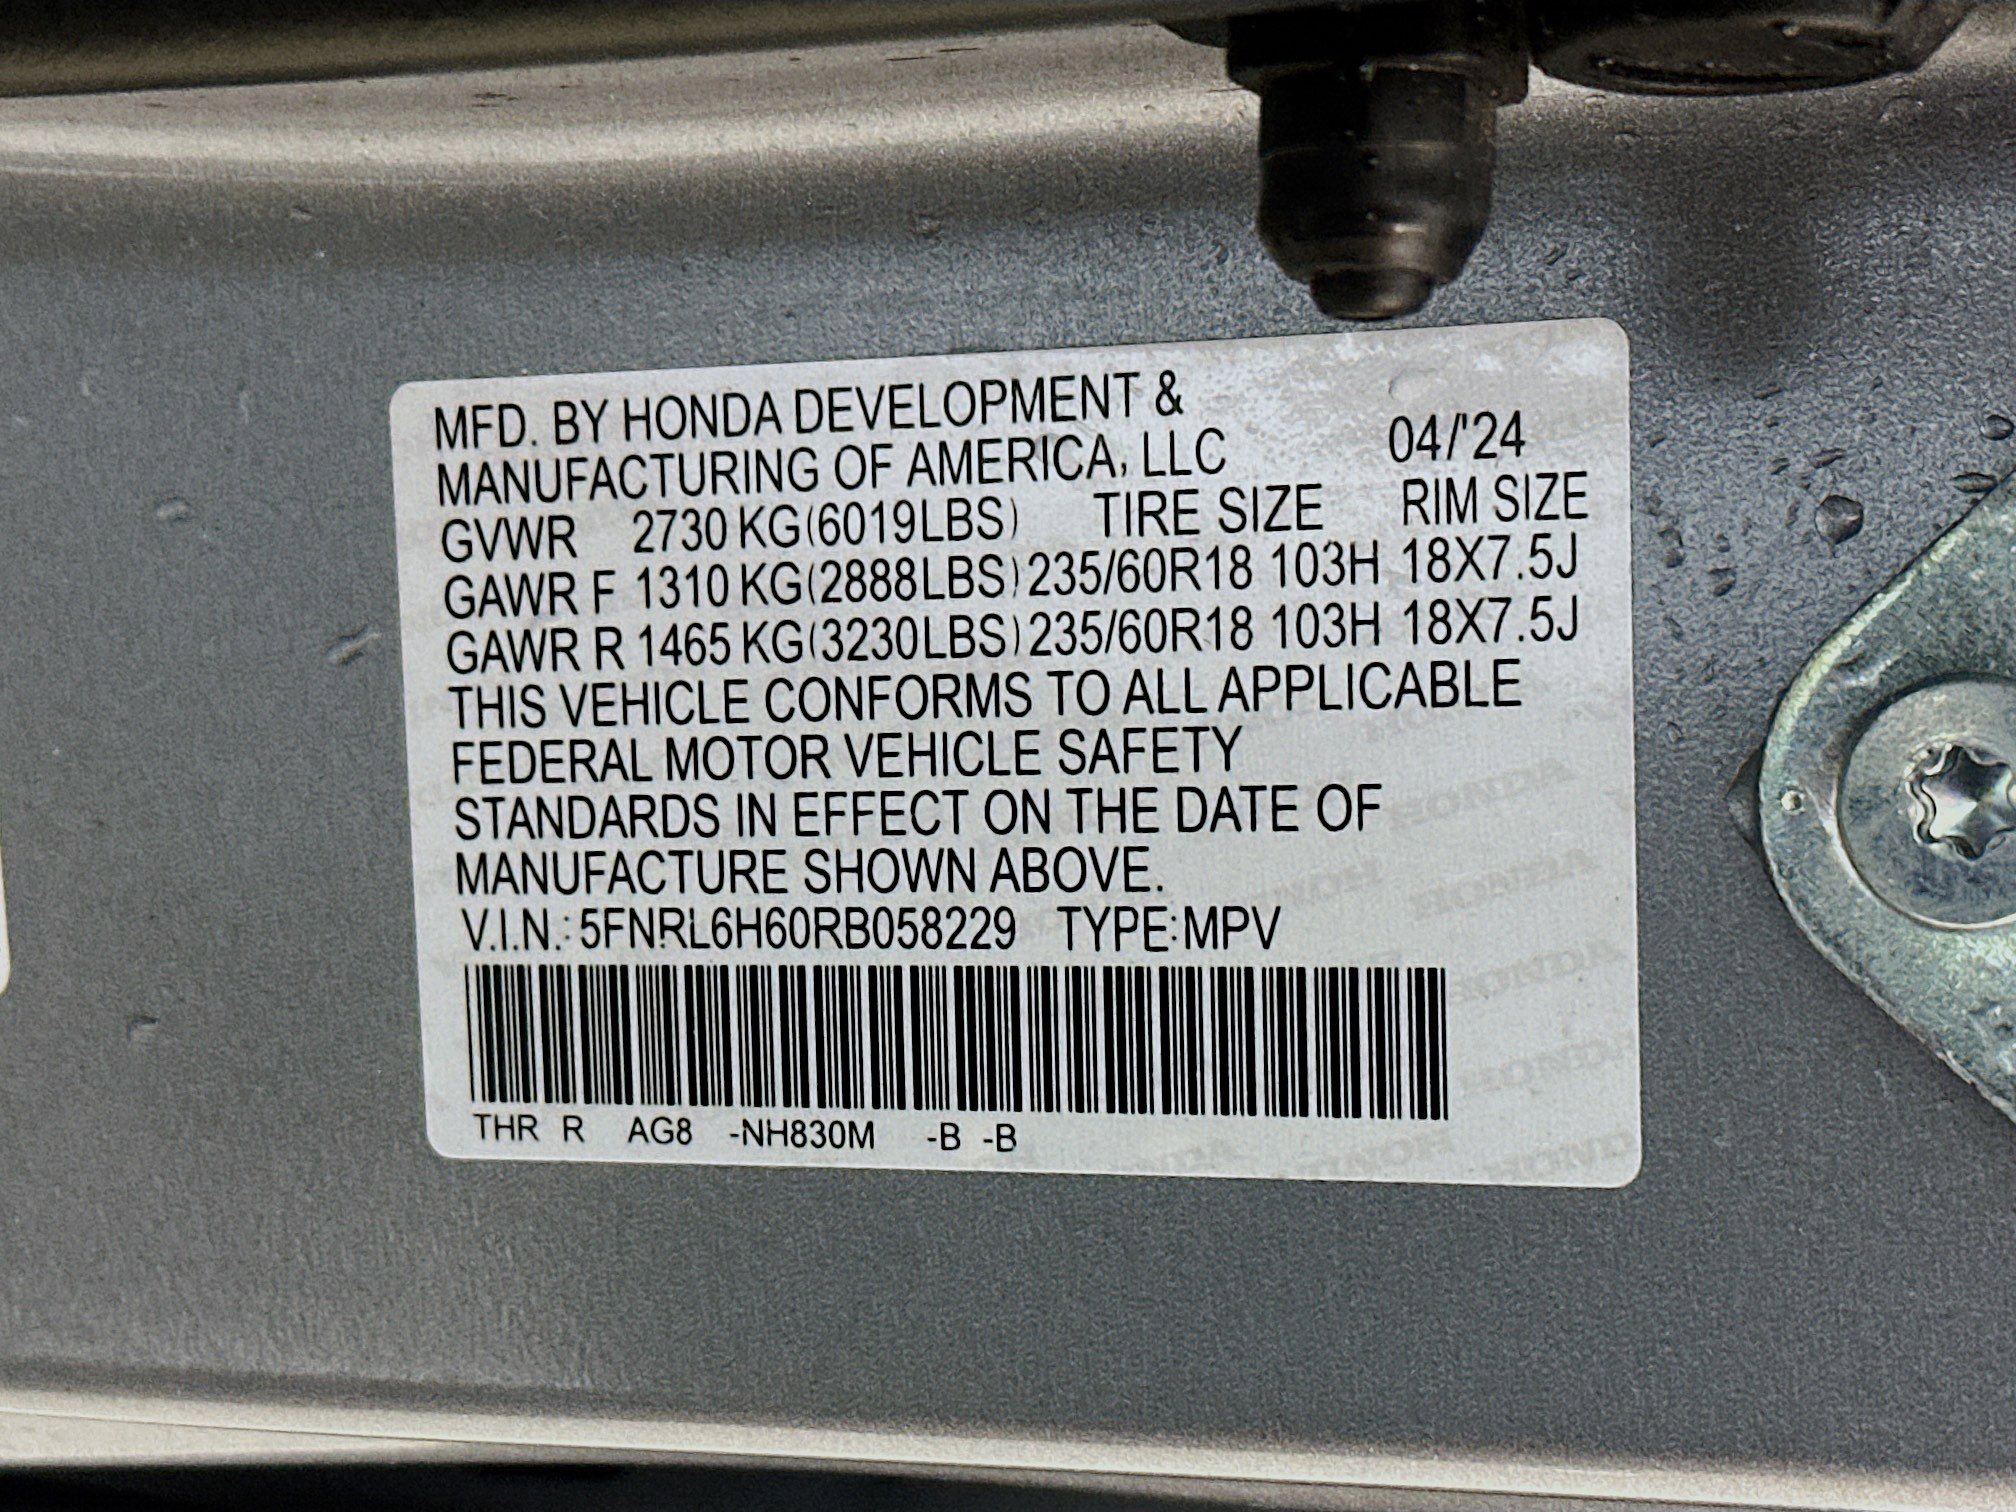 MFD. BY HONDA DEVELOPMENT &
MANUFACTURING OF AMERICA, LLC 04/'24
GVWR 2730 KG(6019LBS) TIRE SIZE RIM SIZE
GAWR F 1310 KG(2888LBS) 235/60R18 103H 18X7.5J
GAWR R 1465 KG(3230LBS) 235/60R18 103H 18X7.5J
THIS VEHICLE CONFORMS TO ALL APPLICABLE
FEDERAL MOTOR VEHICLE SAFETY
STANDARDS IN EFFECT ON THE DATE OF
MANUFACTURE SHOWN ABOVE.
V.I.N.: 5FNRL6H60RB058229 TYPE:MPV
THR R AG8 -NH830M -B -B